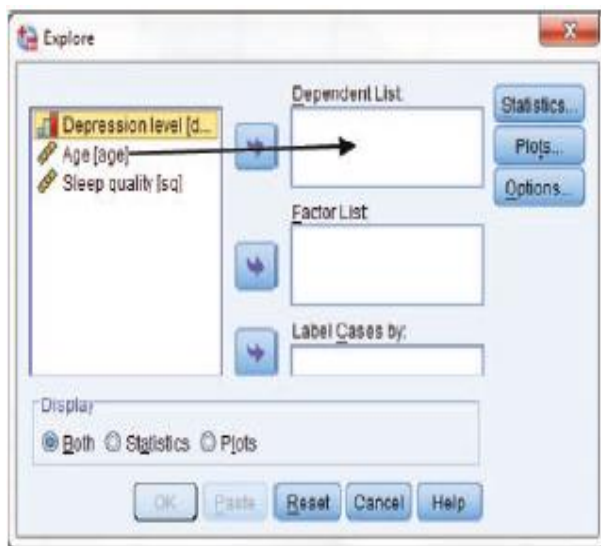 Explore
Dependent List:
Depression level [d...
Age [age]
Sleep quality [sq]
Statistics...
Plots...
Options...
Factor List:
Label Cases by:
Display
Both Statistics Plots
OK Paste Reset Cancel Help